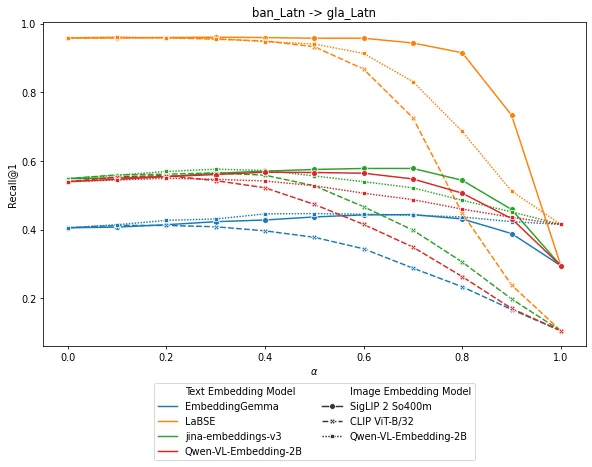 ban_Latn -> gla_Latn
1.0
0.8
0.6
0.4
0.2
Recall@1
0.0 0.2 0.4 0.6 0.8 1.0
α
Text Embedding Model Image Embedding Model
EmbeddingGemma SigLIP 2 So400m
LaBSE CLIP ViT-B/32
jina-embeddings-v3 Qwen-VL-Embedding-2B
Qwen-VL-Embedding-2B